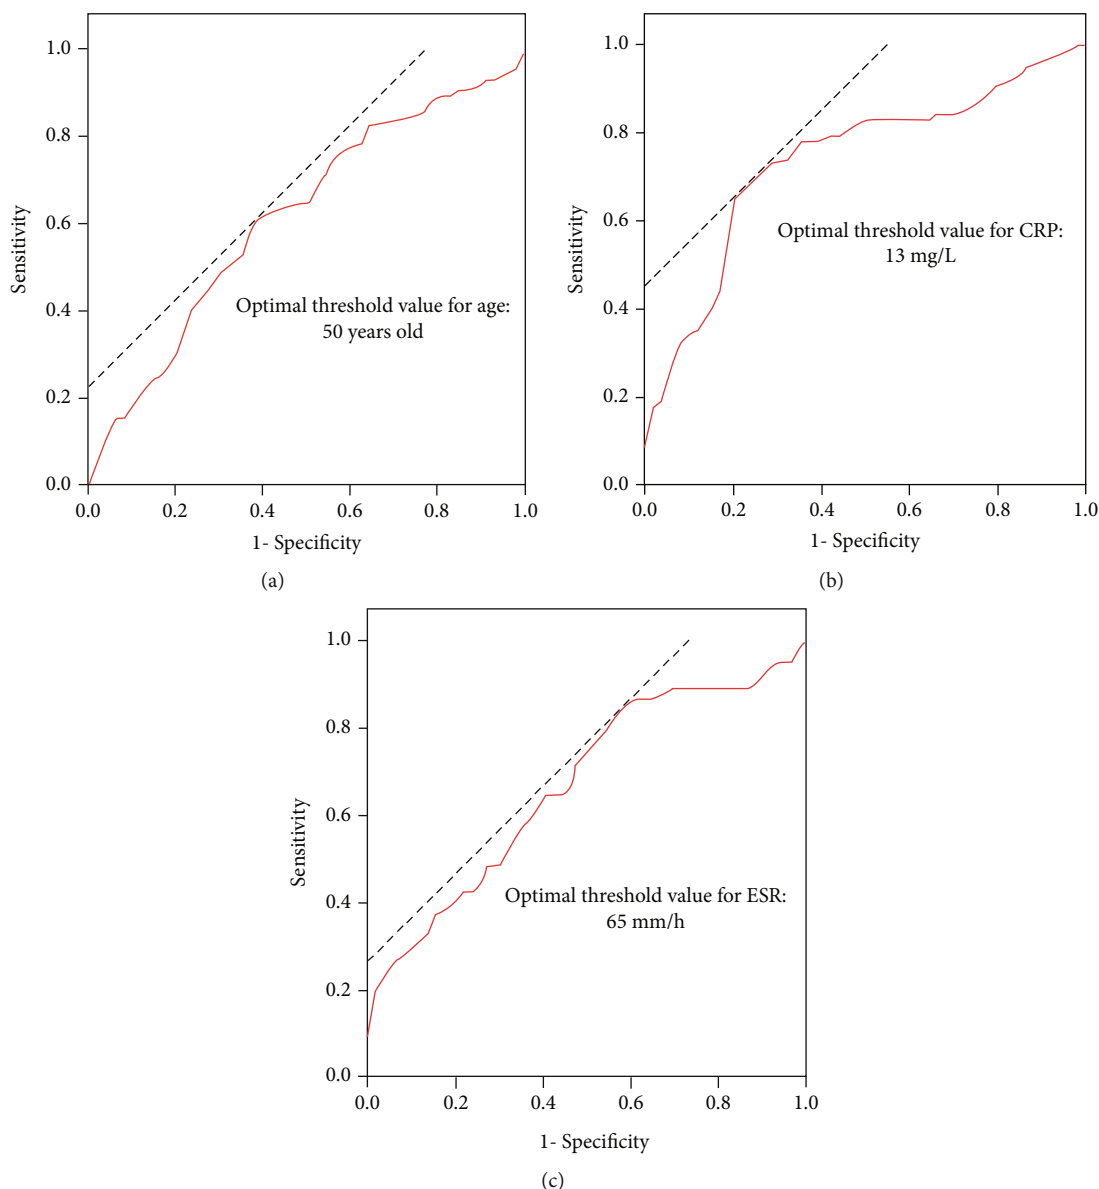 1.0
0.8
0.6
0.4
0.2
0.0
Sensitivity
Optimal threshold value for age:
50 years old
0.0 0.2 0.4 0.6 0.8 1.0
1- Specificity
(a)
1.0
0.8
0.6
0.4
0.2
0.0
Sensitivity
Optimal threshold value for CRP:
13 mg/L
0.0 0.2 0.4 0.6 0.8 1.0
1- Specificity
(b)
1.0
0.8
0.6
0.4
0.2
0.0
Sensitivity
Optimal threshold value for ESR:
65 mm/h
0.0 0.2 0.4 0.6 0.8 1.0
1- Specificity
(c)